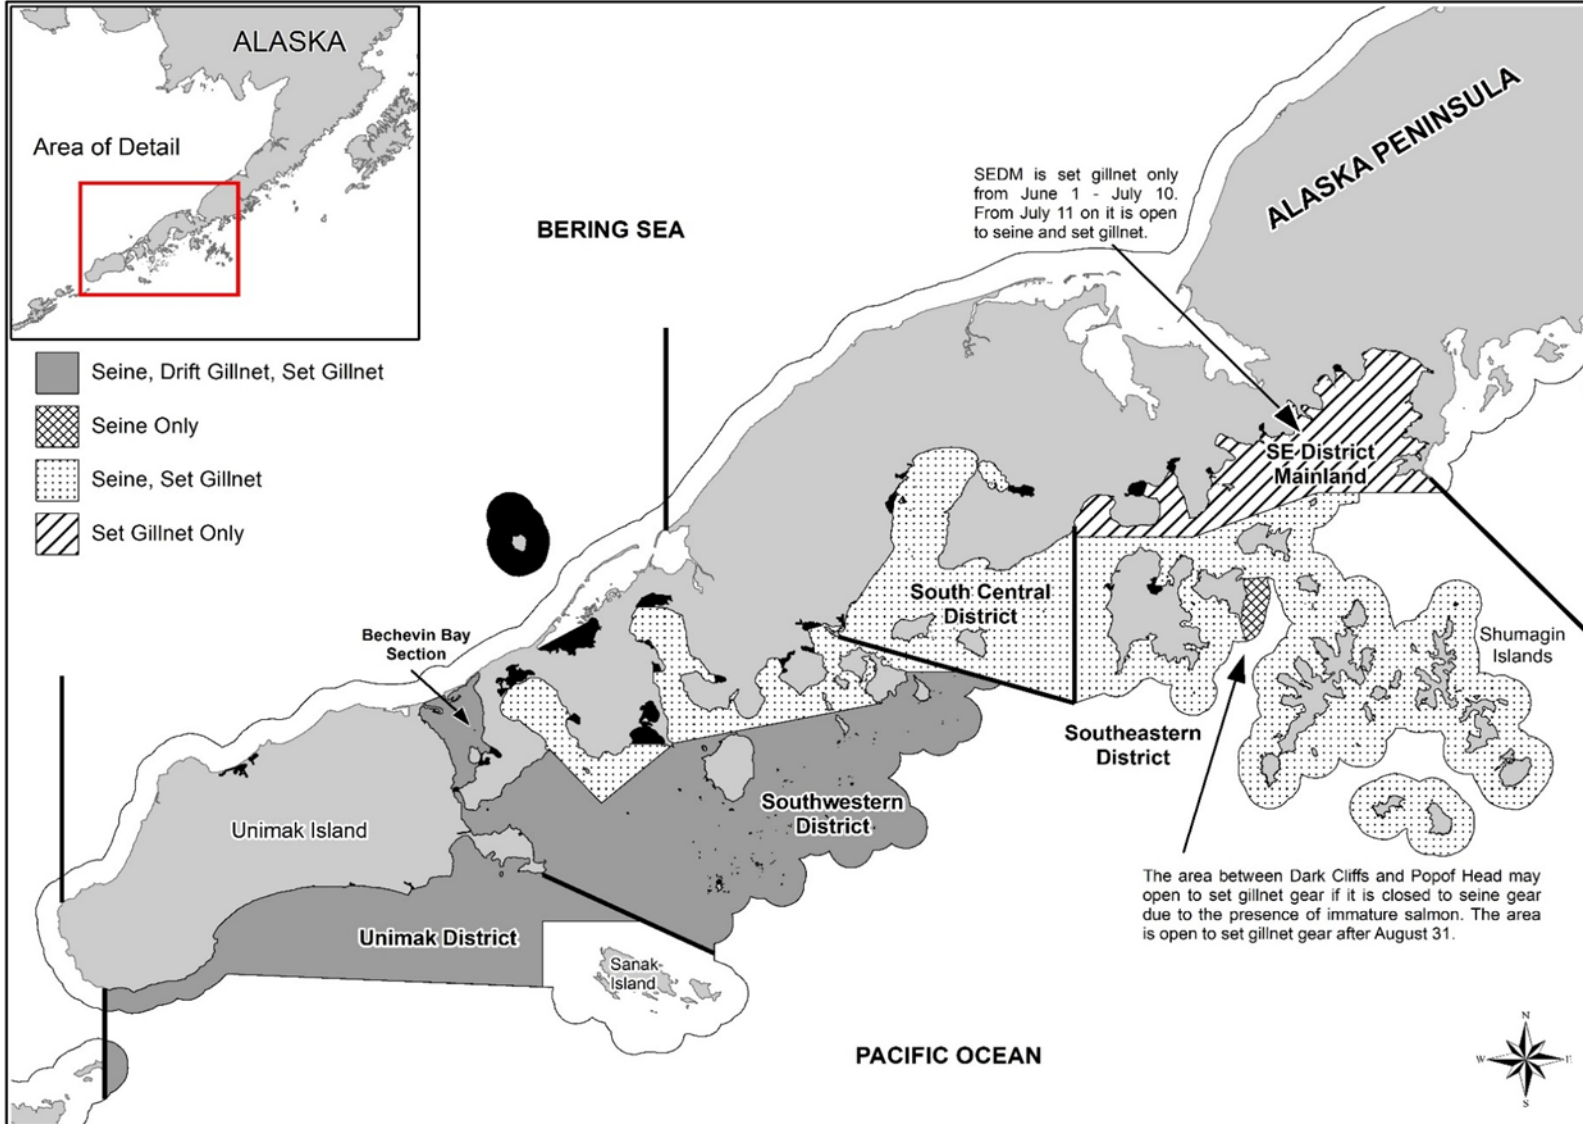 ALASKA
Area of Detail
Seine, Drift Gillnet, Set Gillnet
Seine Only
Seine, Set Gillnet
Set Gillnet Only
BERING SEA
SEDM is set gillnet only
from June 1 - July 10.
From July 11 on it is open
to seine and set gillnet.
ALASKA PENINSULA
SE District
Mainland
South Central
District
Shumagin
Islands
Bechevin Bay
Section
Southeastern
District
Southwestern
District
Unimak Island
The area between Dark Cliffs and Popof Head may
open to set gillnet gear if it is closed to seine gear
due to the presence of immature salmon. The area
is open to set gillnet gear after August 31.
Unimak District
Sanak
Island
PACIFIC OCEAN
N
W
E
S